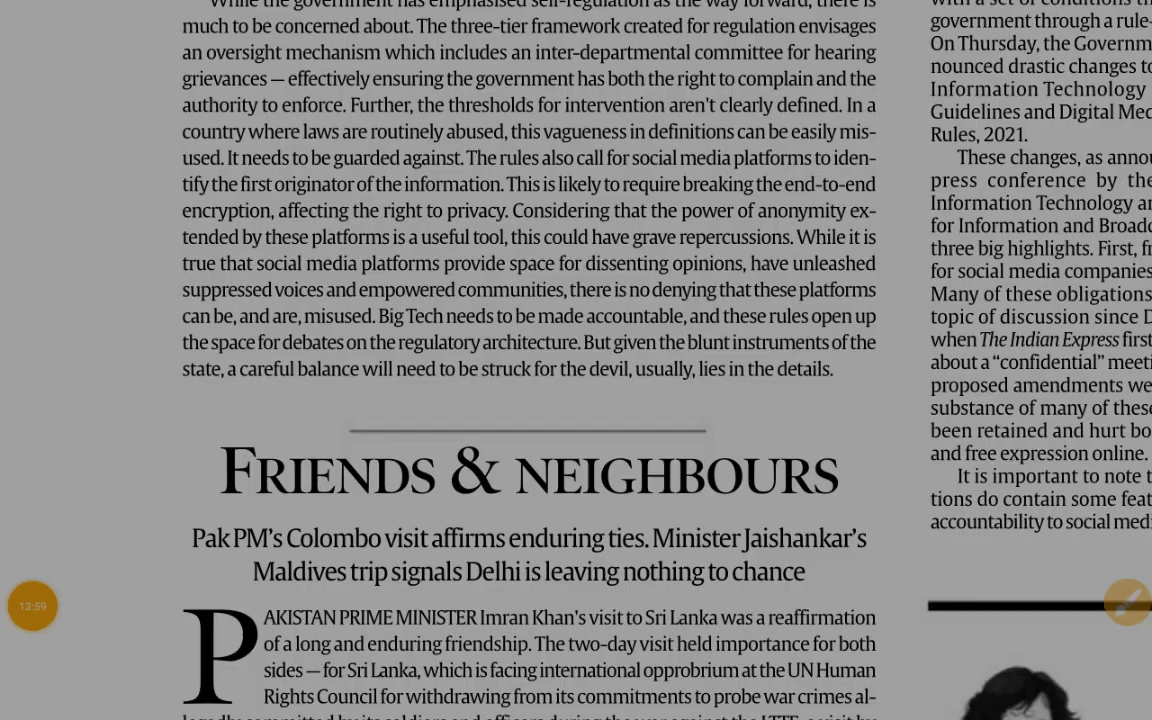 While the government has emphasised self-regulation as the way forward, there is
much to be concerned about. The three-tier framework created for regulation envisages
an oversight mechanism which includes an inter-departmental committee for hearing
grievances — effectively ensuring the government has both the right to complain and the
authority to enforce. Further, the thresholds for intervention aren't clearly defined. In a
country where laws are routinely abused, this vagueness in definitions can be easily mis-
used. It needs to be guarded against. The rules also call for social media platforms to iden-
tify the first originator of the information. This is likely to require breaking the end-to-end
encryption, affecting the right to privacy. Considering that the power of anonymity ex-
tended by these platforms is a useful tool, this could have grave repercussions. While it is
true that social media platforms provide space for dissenting opinions, have unleashed
suppressed voices and empowered communities, there is no denying that these platforms
can be, and are, misused. Big Tech needs to be made accountable, and these rules open up
the space for debates on the regulatory architecture. But given the blunt instruments of the
state, a careful balance will need to be struck for the devil, usually, lies in the details.
FRIENDS & NEIGHBOURS
Pak PM's Colombo visit affirms enduring ties. Minister Jaishankar's
Maldives trip signals Delhi is leaving nothing to chance
PAKISTAN PRIME MINISTER Imran Khan's visit to Sri Lanka was a reaffirmation
of a long and enduring friendship. The two-day visit held importance for both
sides — for Sri Lanka, which is facing international opprobrium at the UN Human
Rights Council for withdrawing from its commitments to probe war crimes al-
government through a rule-
On Thursday, the Governm
nounced drastic changes to
Information Technology
Guidelines and Digital Med
Rules, 2021.
These changes, as annou
press conference by the
Information Technology an
for Information and Broadc
three big highlights. First, fr
for social media companies
Many of these obligations
topic of discussion since D
when The Indian Express first
about a "confidential" meeti
proposed amendments we
substance of many of these
been retained and hurt bo
and free expression online.
It is important to note t
tions do contain some feat
accountability to social medi
13:59